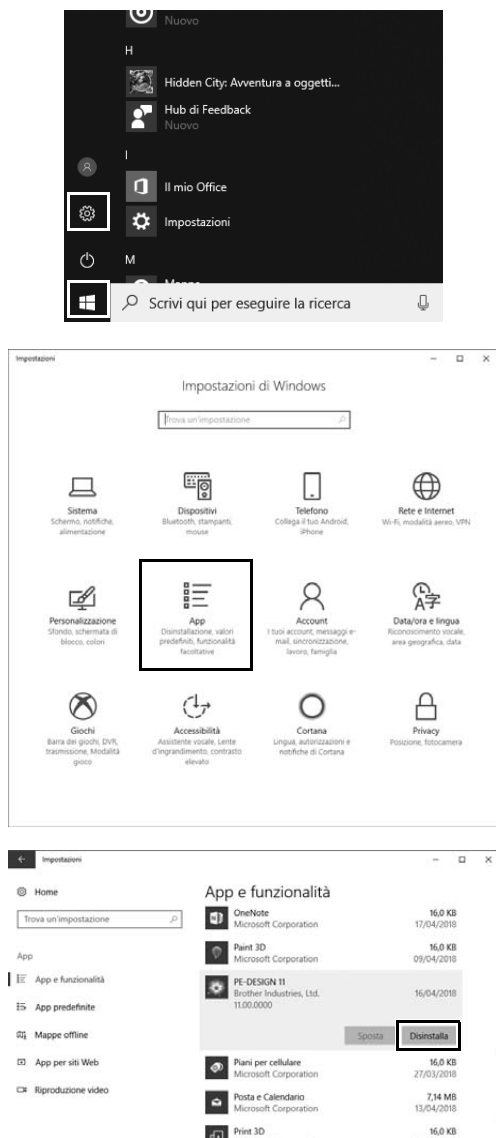 Nuovo
H
Hidden City: Avventura a oggetti...
Hub di Feedback
Nuovo
I
Il mio Office
Impostazioni
M
Scrivi qui per eseguire la ricerca
Impostazioni
Impostazioni di Windows
Trova un'impostazione
Sistema
Schermo, notifiche,
alimentazione
Dispositivi
Bluetooth, stampanti,
mouse
Telefono
Collega il tuo Android,
iPhone
Rete e Internet
Wi-Fi, modalità aereo, VPN
Personalizzazione
Sfondo, schermata di
blocco, colori
App
Disinstallazione, valori
predefiniti, funzionalità
facoltative
Account
I tuoi account, messaggi e-
mail, sincronizzazione,
lavoro, famiglia
Data/ora e lingua
Riconoscimento vocale,
area geografica, data
Giochi
Barra dei giochi, DVR,
trasmissione, Modalità
gioco
Accessibilità
Assistente vocale, Lente
d'ingrandimento, contrasto
elevato
Cortana
Lingua, autorizzazioni e
notifiche di Cortana
Privacy
Posizione, fotocamera
Impostazioni
Home
Trova un'impostazione
App
App e funzionalità
App predefinite
Mappe offline
App per siti Web
Riproduzione video
App e funzionalità
OneNote 16,0 KB
Microsoft Corporation 17/04/2018
Paint 3D 16,0 KB
Microsoft Corporation 09/04/2018
PE-DESIGN 11
Brother Industries, Ltd. 16/04/2018
11.00.0000
Sposta Disinstalla
Piani per cellulare 16,0 KB
Microsoft Corporation 27/03/2018
Posta e Calendario 7,14 MB
Microsoft Corporation 13/04/2018
Print 3D 16,0 KB